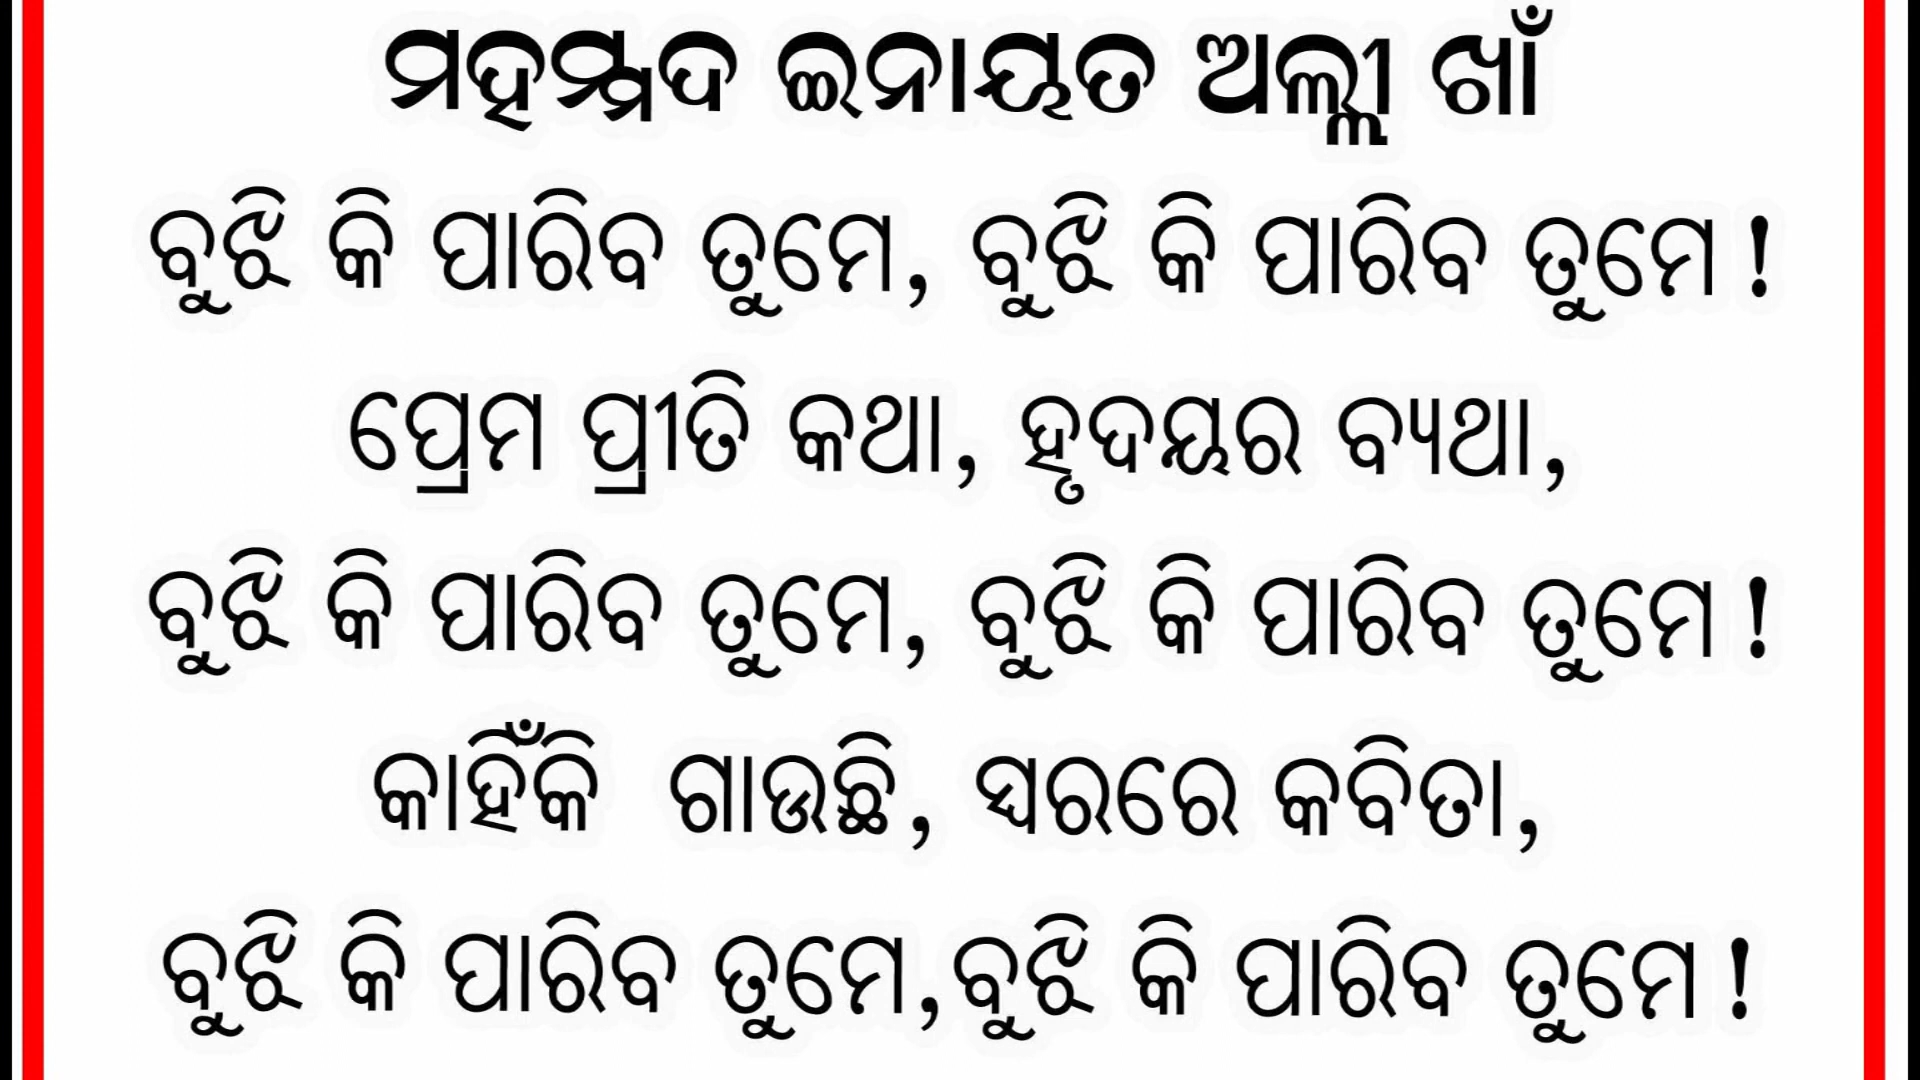 ମହମ୍ମଦ ଇନାୟତ ଅଲ୍ଲୀ ଖାଁ
ବୁଝି କି ପାରିବ ତୁମେ, ବୁଝି କି ପାରିବ ତୁମେ !
ପ୍ରେମ ପ୍ରୀତି କଥା, ହୃଦୟର ବ୍ୟଥା,
ବୁଝି କି ପାରିବ ତୁମେ, ବୁଝି କି ପାରିବ ତୁମେ !
କାହିଁକି ଗାଉଛି, ସ୍ୱରରେ କବିତା,
ବୁଝି କି ପାରିବ ତୁମେ,ବୁଝି କି ପାରିବ ତୁମେ !